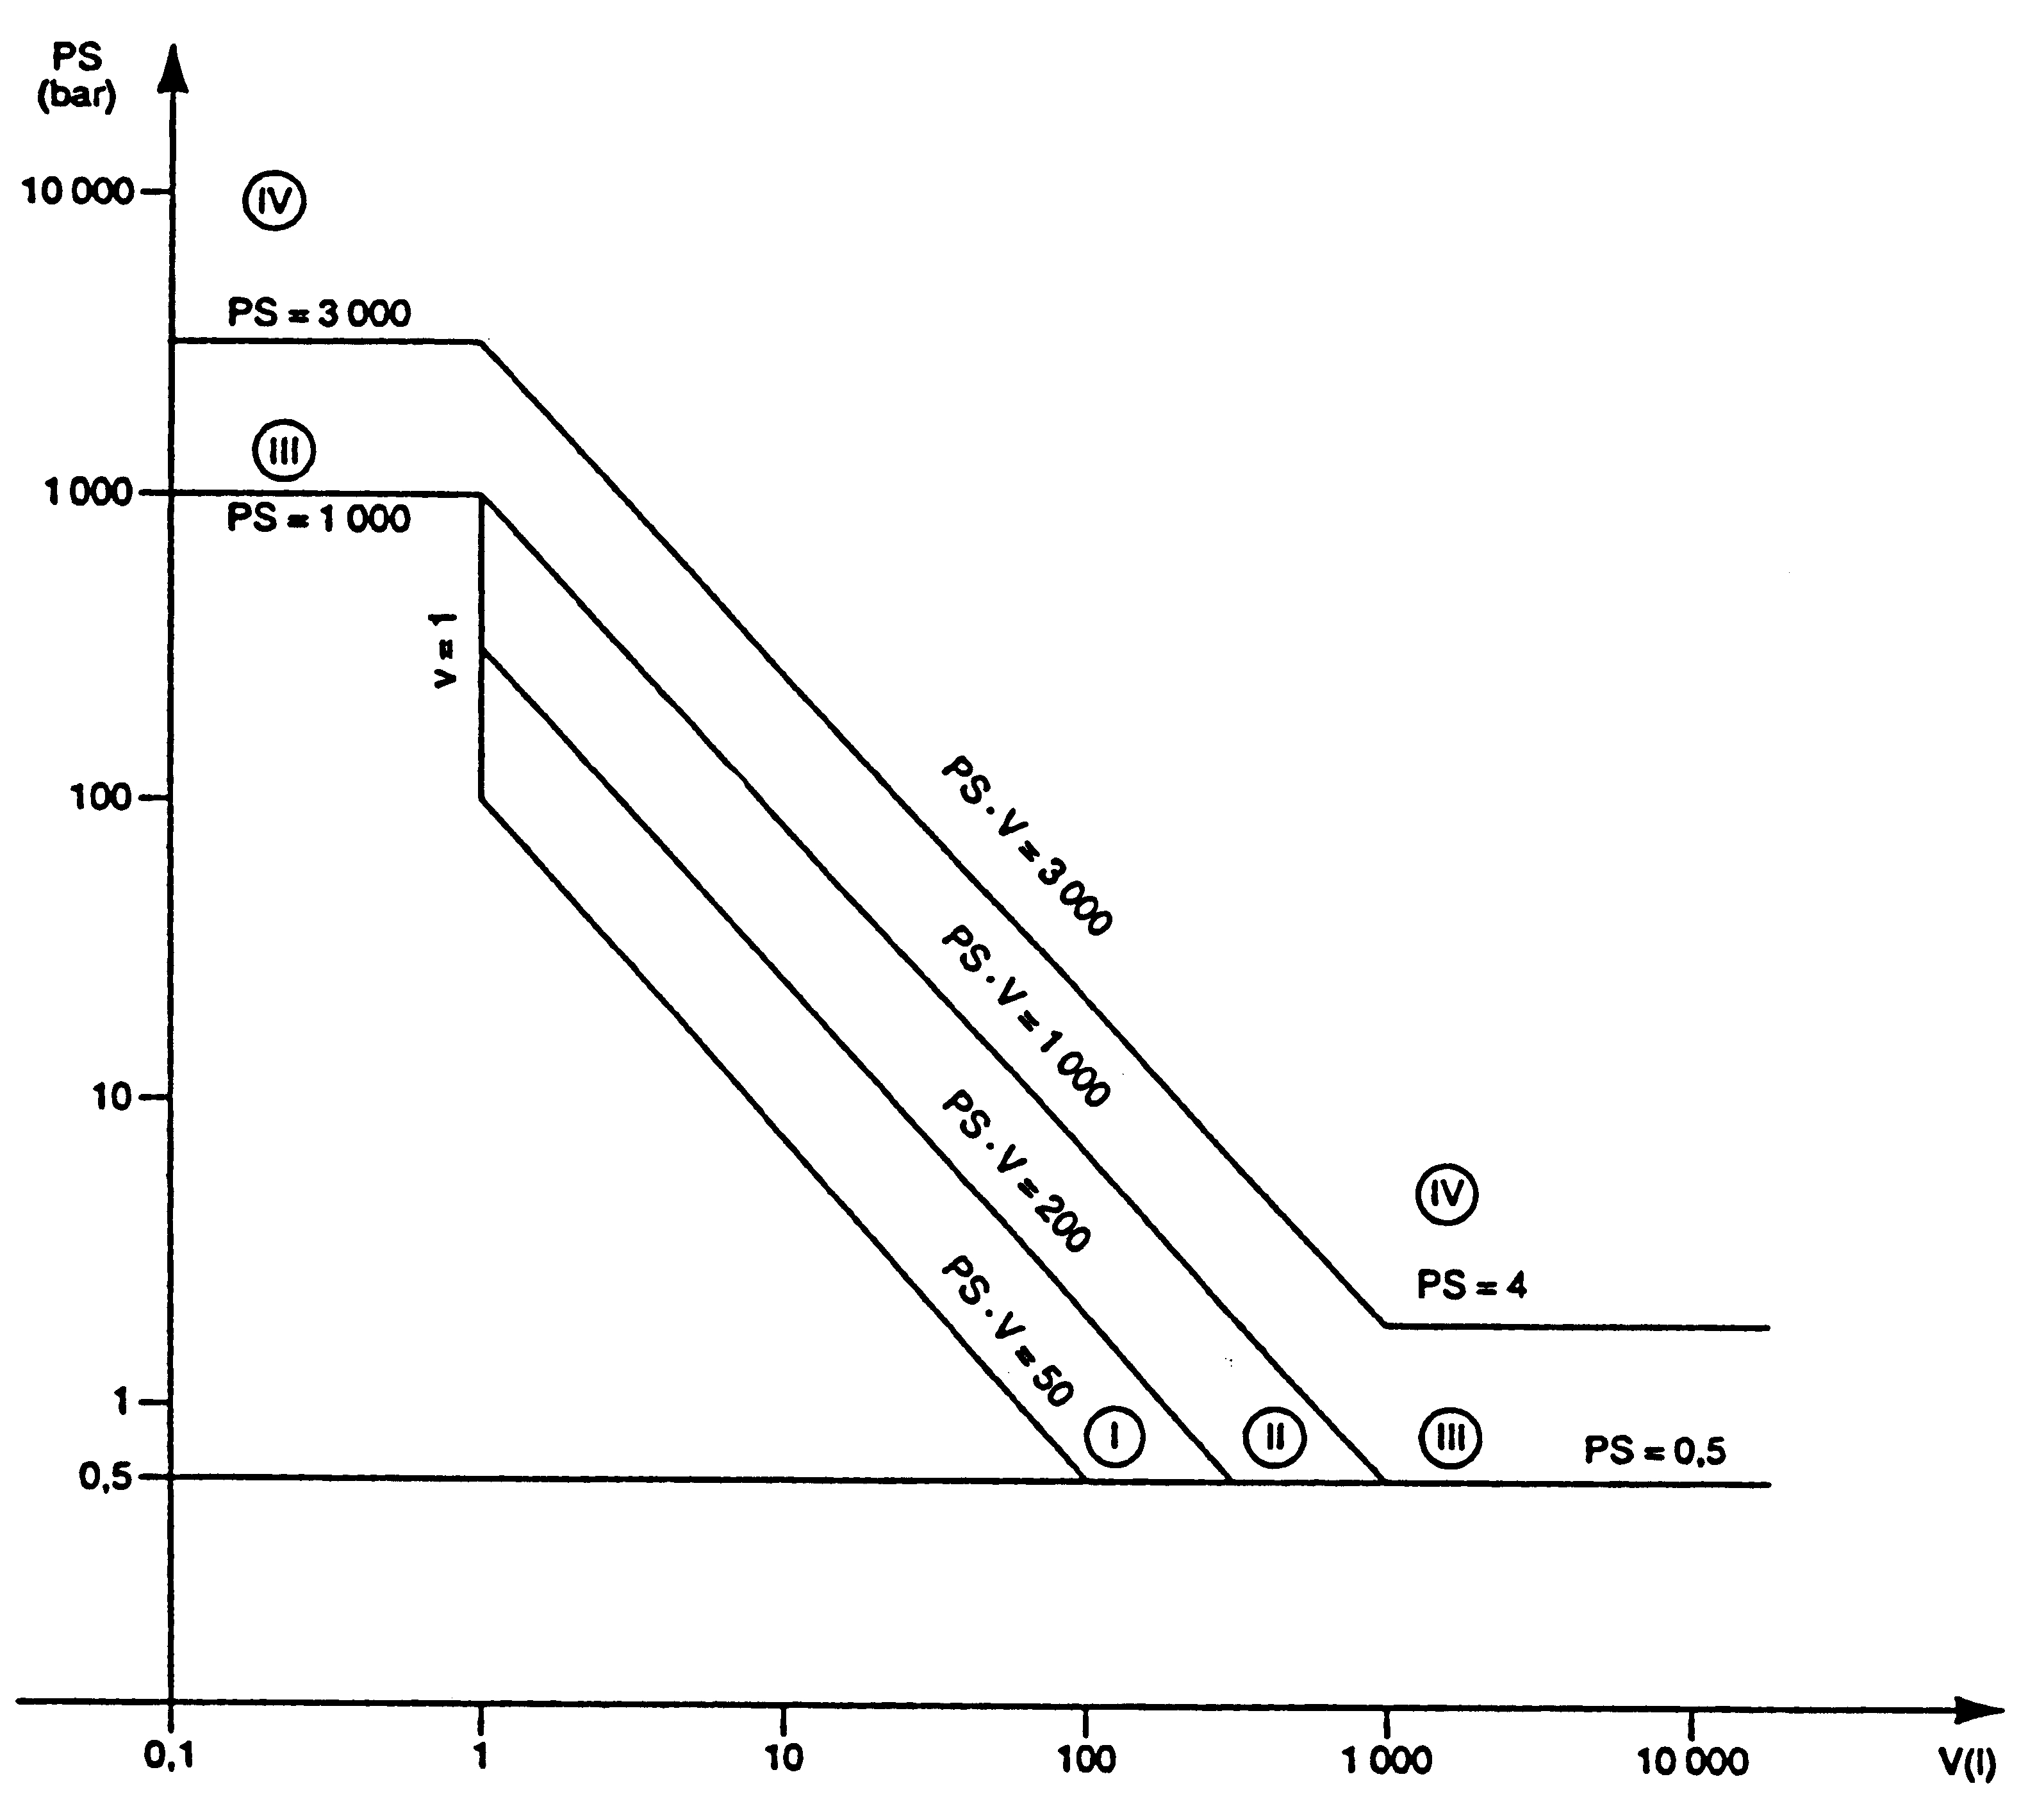 PS
(bar)
10 000
IV
PS = 3 000
III
1 000
PS = 1 000
v = 1
100
PS · V = 3 000
PS · V = 1 000
10
PS · V = 200
IV
PS · V = 50
PS = 4
1
I
II
III
PS = 0,5
0,5
0,1
1
10
100
1 000
10 000
V(l)